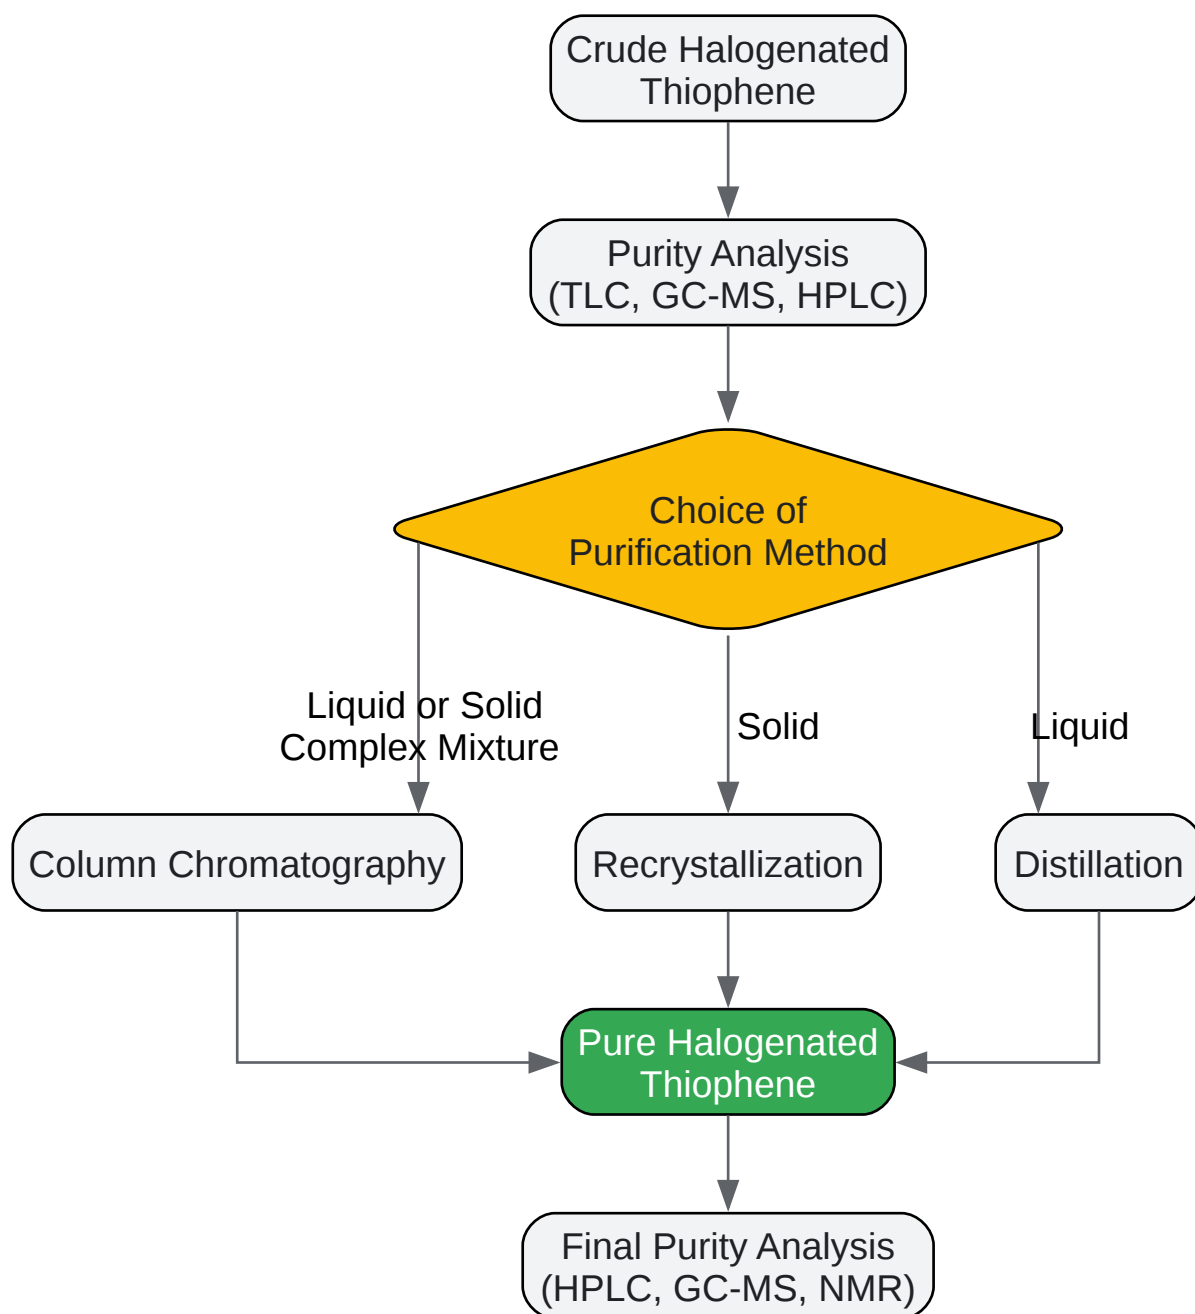 Crude Halogenated
Thiophene
Purity Analysis
(TLC, GC-MS, HPLC)
Choice of
Purification Method
Liquid or Solid
Complex Mixture
Solid
Liquid
Column Chromatography
Recrystallization
Distillation
Pure Halogenated
Thiophene
Final Purity Analysis
(HPLC, GC-MS, NMR)